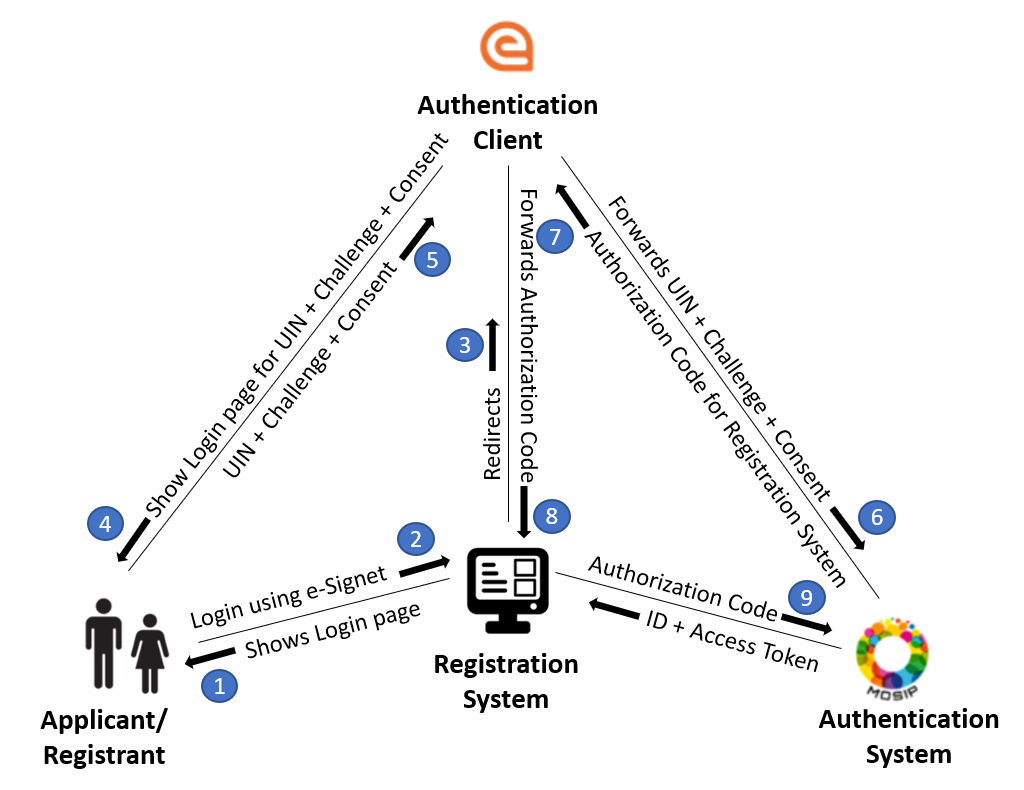 Authentication
Client
Show Login page for UIN + Challenge + Consent
4
UIN + Challenge + Consent
5
Redirects
3
Forwards Authorization Code
8
Authorization Code for Registration System
7
Forwards UIN + Challenge + Consent
6
Login using e-Signet
2
Shows Login page
1
Authorization Code
9
ID + Access Token
Applicant/
Registrant
Registration
System
MOSIP
Authentication
System